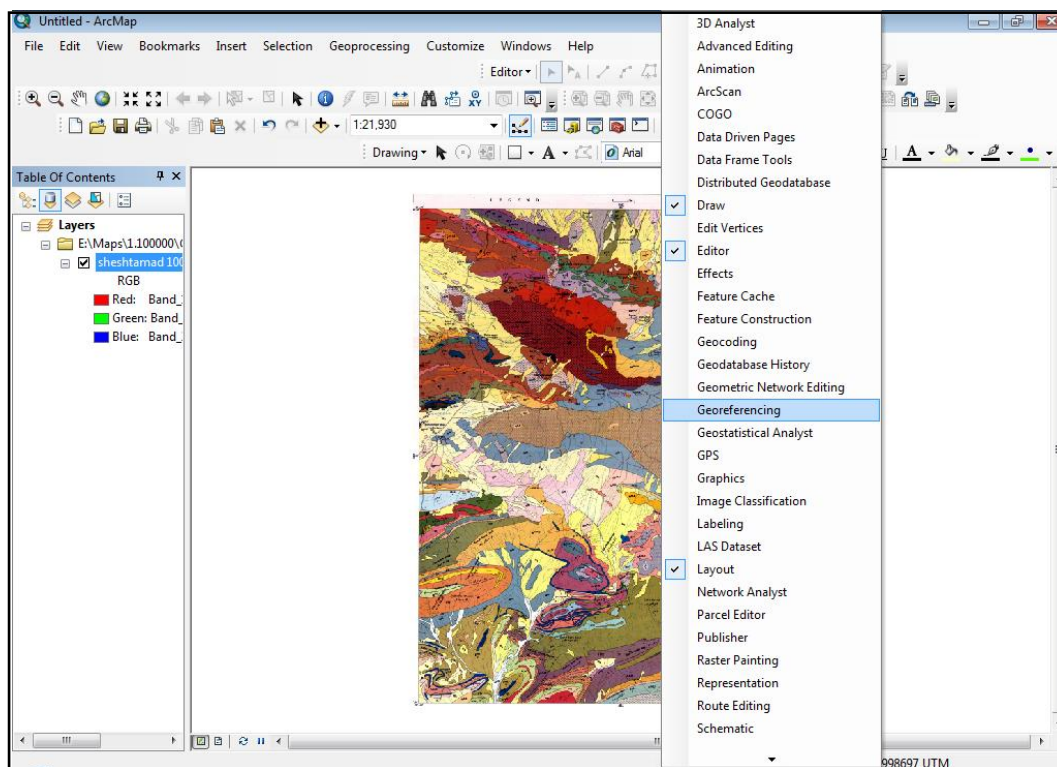 Untitled - ArcMap
File Edit View Bookmarks Insert Selection Geoprocessing Customize Windows Help
Editor
1:21,930
Drawing A Arial A
Table Of Contents
Layers
E:\Maps\1.100000\
sheshtamad 100
RGB
Red: Band_
Green: Band_
Blue: Band_
LEGEND
3D Analyst
Advanced Editing
Animation
ArcScan
COGO
Data Driven Pages
Data Frame Tools
Distributed Geodatabase
Draw
Edit Vertices
Editor
Effects
Feature Cache
Feature Construction
Geocoding
Geodatabase History
Geometric Network Editing
Georeferencing
Geostatistical Analyst
GPS
Graphics
Image Classification
Labeling
LAS Dataset
Layout
Network Analyst
Parcel Editor
Publisher
Raster Painting
Representation
Route Editing
Schematic
998697 UTM